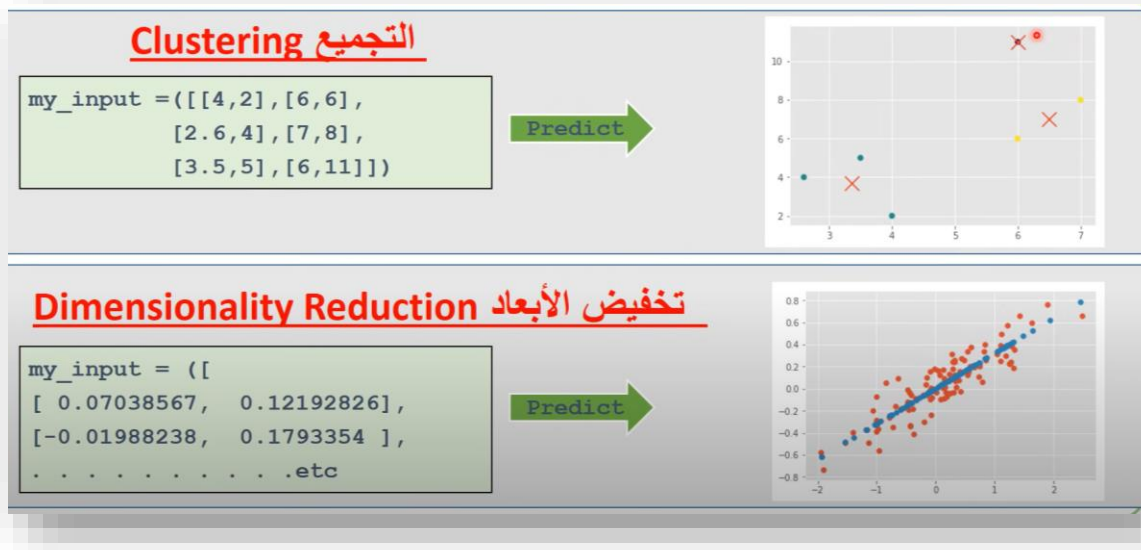 Clustering التجميع
my_input =([[4,2],[6,6],
[2.6,4],[7,8],
[3.5,5],[6,11]])
Predict
10
8
6
4
2
3 4 5 6 7
Dimensionality Reduction تخفيض الأبعاد
my_input = ([
[ 0.07038567, 0.12192826],
[-0.01988238, 0.1793354 ],
. . . . . . . . . .etc
Predict
0.8
0.6
0.4
0.2
0.0
-0.2
-0.4
-0.6
-0.8
-2 -1 0 1 2